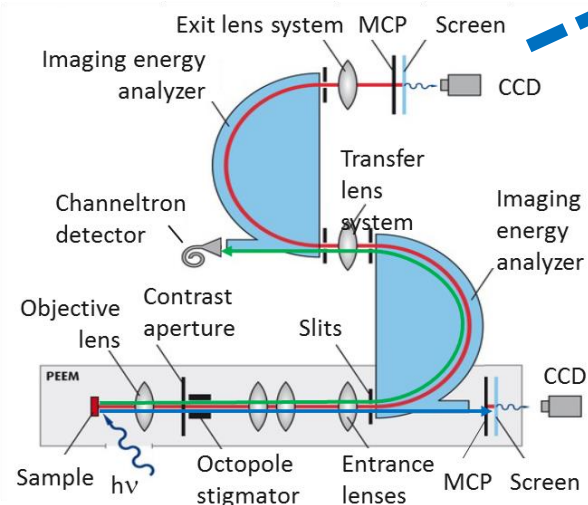 Exit lens system
MCP
Screen
Imaging energy
analyzer
CCD
Transfer
lens
system
Channeltron
detector
Imaging
energy
analyzer
Objective
lens
Contrast
aperture
Slits
PEEM
CCD
Sample
hν
Octopole
stigmator
Entrance
lenses
MCP
Screen